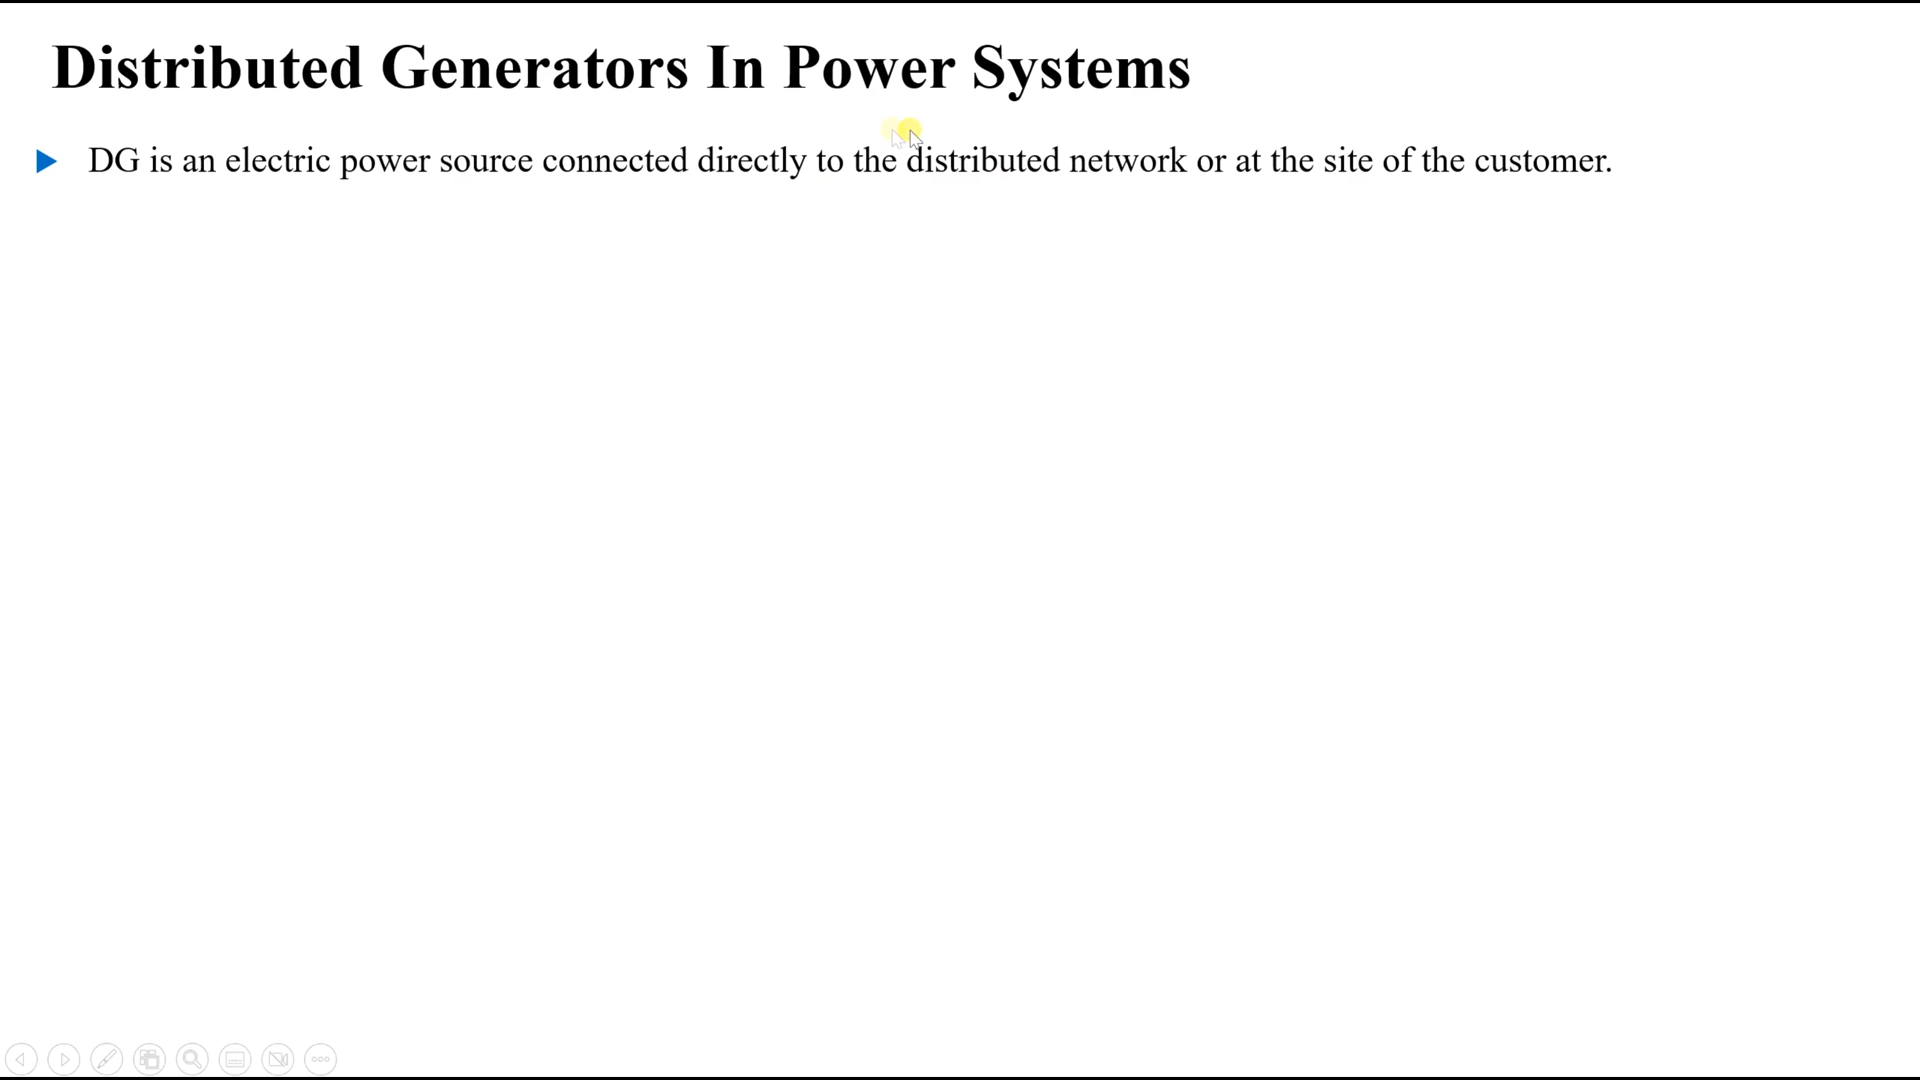 Distributed Generators In Power Systems
DG is an electric power source connected directly to the distributed network or at the site of the customer.